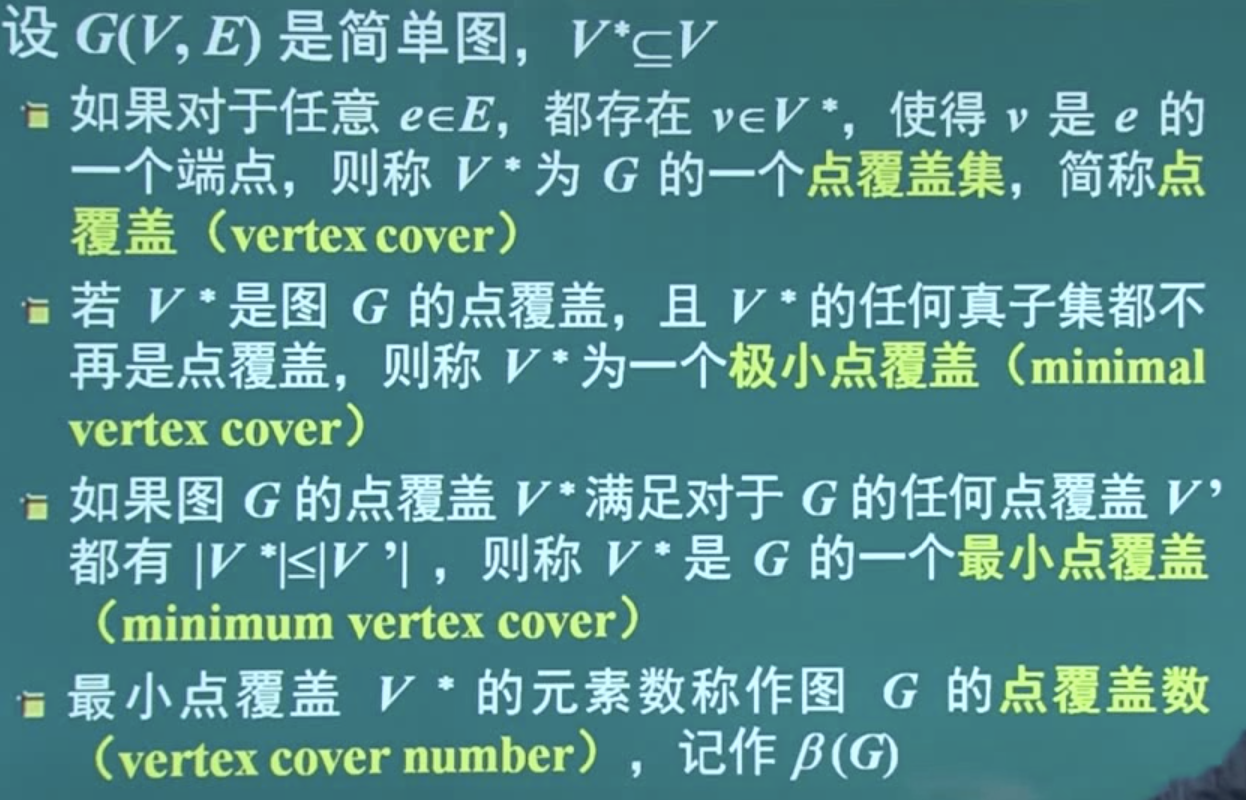 设 G(V, E) 是简单图，V*⊆V
如果对于任意 e∈E，都存在 v∈V *，使得 v 是 e 的
一个端点，则称 V * 为 G 的一个点覆盖集，简称点
覆盖（vertex cover）
若 V * 是图 G 的点覆盖，且 V * 的任何真子集都不
再是点覆盖，则称 V * 为一个极小点覆盖（minimal
vertex cover）
如果图 G 的点覆盖 V * 满足对于 G 的任何点覆盖 V’
都有 |V *|≤|V ’| ，则称 V * 是 G 的一个最小点覆盖
（minimum vertex cover）
最小点覆盖 V * 的元素数称作图 G 的点覆盖数
（vertex cover number），记作 β(G)